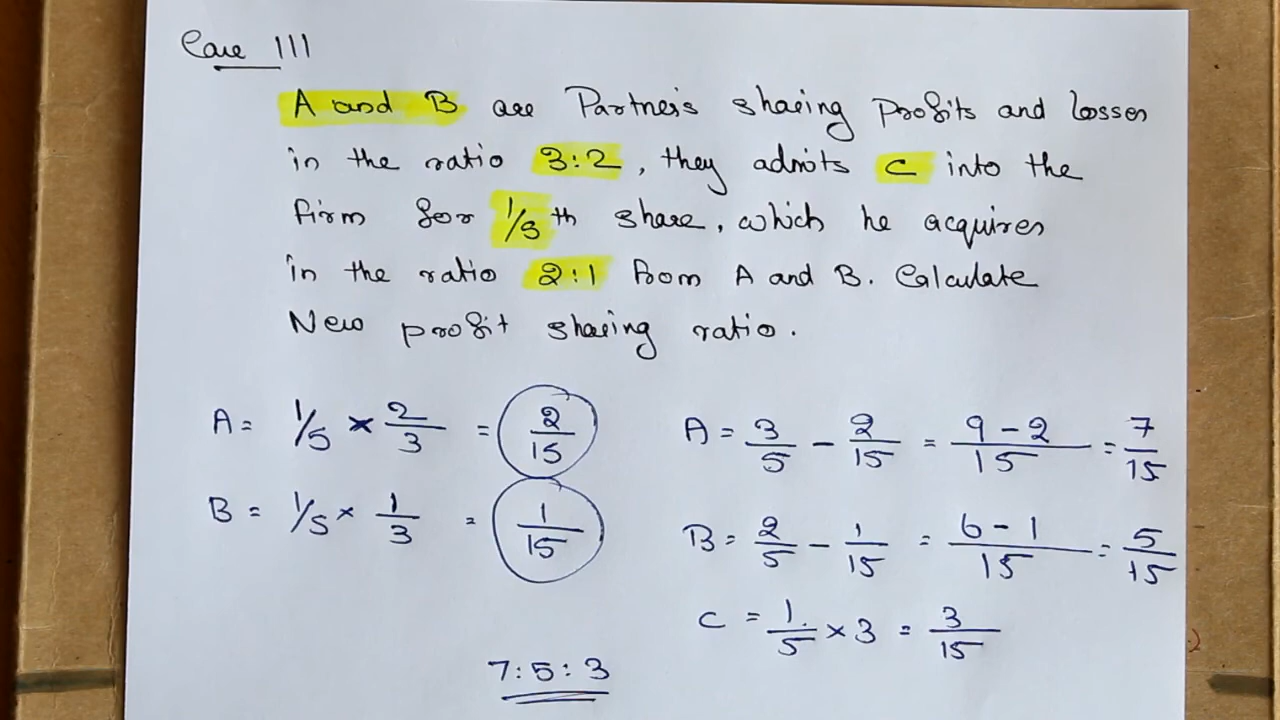 Case III
A and B are Partners sharing profits and losses
in the ratio 3:2, they admits C into the
firm for 1/5th share, which he acquires
in the ratio 2:1 from A and B. Calculate
New profit sharing ratio.
A = 1/5 × 2/3 = 2/15
B = 1/5 × 1/3 = 1/15
A = 3/5 - 2/15 = 9-2/15 = 7/15
B = 2/5 - 1/15 = 6-1/15 = 5/15
C = 1/5 × 3 = 3/15
7:5:3